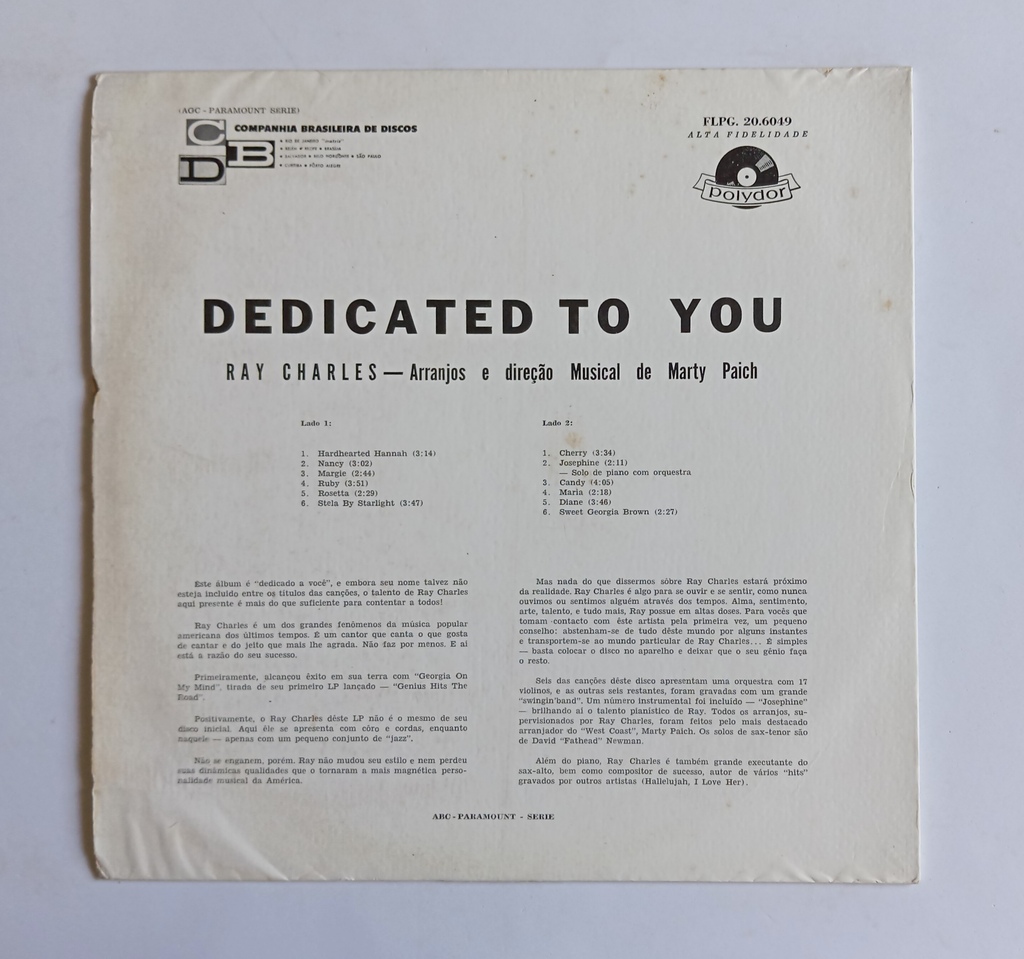 (AOC - PARAMOUNT SERIE)
CBD
COMPANHIA BRASILEIRA DE DISCOS
• RIO DE JANEIRO
• BELÉM • RECIFE • BRASÍLIA
• SALVADOR • BELO HORIZONTE • SÃO PAULO
• CURITIBA • PÔRTO ALEGRE
FLPG. 20.6049
ALTA FIDELIDADE
Polydor
DEDICATED TO YOU
RAY CHARLES — Arranjos e direção Musical de Marty Paich
Lado 1:
1. Hardhearted Hannah (3:14)
2. Nancy (3:02)
3. Margie (2:44)
4. Ruby (3:51)
5. Rosetta (2:29)
6. Stela By Starlight (3:47)
Lado 2:
1. Cherry (3:34)
2. Josephine (2:11)
— Solo de piano com orquestra
3. Candy (4:05)
4. Maria (2:18)
5. Diane (3:46)
6. Sweet Georgia Brown (2:27)
Este álbum é "dedicado a você", e embora seu nome talvez não
esteja incluido entre os títulos das canções, o talento de Ray Charles
aqui presente é mais do que suficiente para contentar a todos!
Ray Charles é um dos grandes fenômenos da música popular
americana dos últimos tempos. É um cantor que canta o que gosta
de cantar e do jeito que mais lhe agrada. Não faz por menos. E aí
está a razão do seu sucesso.
Primeiramente, alcançou êxito em sua terra com "Georgia On
My Mind", tirada de seu primeiro LP lançado — "Genius Hits The
Road".
Positivamente, o Ray Charles dêste LP não é o mesmo de seu
disco inicial. Aqui êle se apresenta com côro e cordas, enquanto
naquele — apenas com um pequeno conjunto de "jazz".
Não se enganem, porém. Ray não mudou seu estilo e nem perdeu
suas dinâmicas qualidades que o tornaram a mais magnética perso-
nalidade musical da América.
Mas nada do que dissermos sôbre Ray Charles estará próximo
da realidade. Ray Charles é algo para se ouvir e se sentir, como nunca
ouvimos ou sentimos alguém através dos tempos. Alma, sentimento,
arte, talento, e tudo mais, Ray possue em altas doses. Para vocês que
tomam contacto com êste artista pela primeira vez, um pequeno
conselho: abstenham-se de tudo dêste mundo por alguns instantes
e transportem-se ao mundo particular de Ray Charles... É simples
— basta colocar o disco no aparelho e deixar que o seu gênio faça
o resto.
Seis das canções dêste disco apresentam uma orquestra com 17
violinos, e as outras seis restantes, foram gravadas com um grande
"swingin'band". Um número instrumental foi incluido — "Josephine"
— brilhando aí o talento pianístico de Ray. Todos os arranjos, su-
pervisionados por Ray Charles, foram feitos pelo mais destacado
arranjador do "West Coast", Marty Paich. Os solos de sax-tenor são
de David "Fathead" Newman.
Além do piano, Ray Charles é também grande executante do
sax-alto, bem como compositor de sucesso, autor de vários "hits"
gravados por outros artistas (Hallelujah, I Love Her).
ABC - PARAMOUNT - SERIE